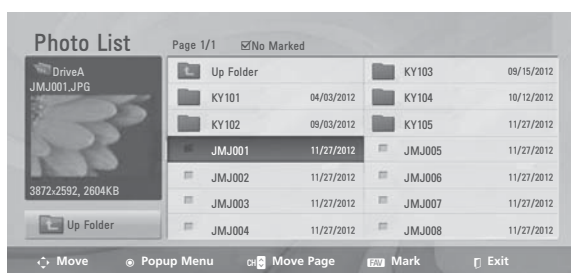 Photo List
Page 1/1 No Marked
DriveA
JMJ001.JPG
3872x2592, 2604KB
Up Folder
Up Folder
KY101 04/03/2012
KY102 09/03/2012
JMJ001 11/27/2012
JMJ002 11/27/2012
JMJ003 11/27/2012
JMJ004 11/27/2012
KY103 09/15/2012
KY104 10/12/2012
KY105 11/27/2012
JMJ005 11/27/2012
JMJ006 11/27/2012
JMJ007 11/27/2012
JMJ008 11/27/2012
Move Popup Menu CH Move Page FAV Mark Exit